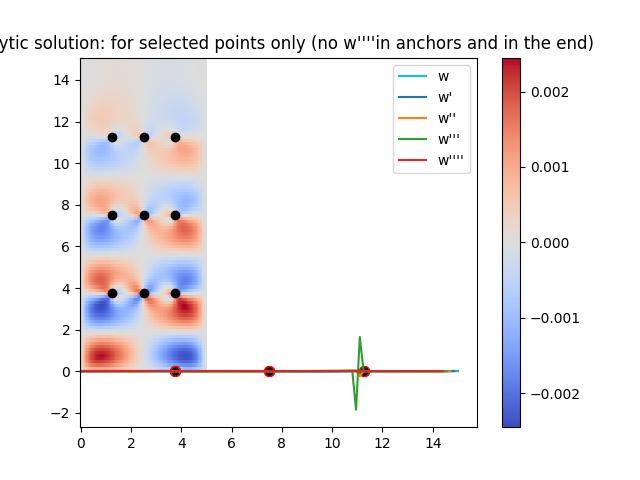 ytic solution: for selected points only (no w''''in anchors and in the end)
14
12
10
8
6
4
2
0
−2
0 2 4 6 8 10 12 14
w
w'
w''
w'''
w''''
0.002
0.001
0.000
−0.001
−0.002